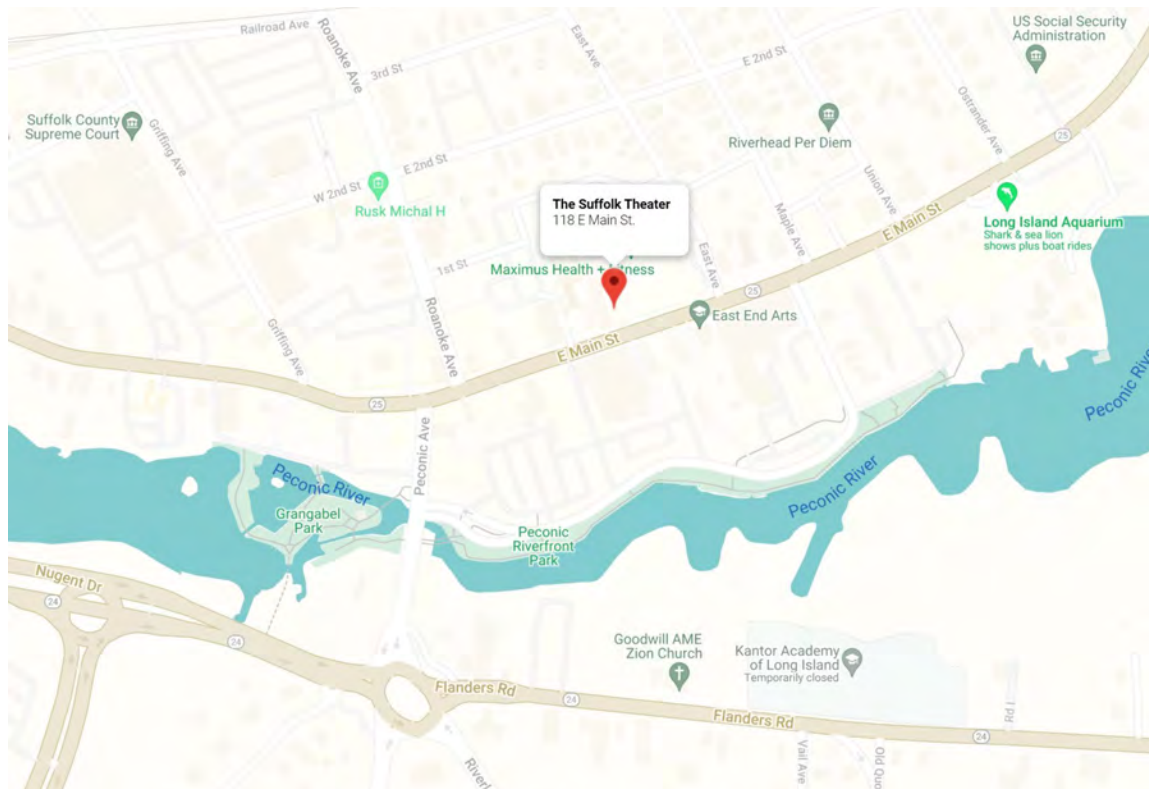 Railroad Ave
Roanoke Ave
3rd St
East Ave
E 2nd St
US Social Security
Administration
Suffolk County
Supreme Court
Griffing Ave
Ostrander Ave
25
Riverhead Per Diem
E 2nd St
W 2nd St
Rusk Michal H
Union Ave
The Suffolk Theater
118 E Main St.
Maple Ave
E Main St
Long Island Aquarium
Shark & sea lion
shows plus boat rides
1st St
East Ave
Maximus Health +
25
Roanoke Ave
East End Arts
Griffing Ave
E Main St
25
Peconic River
Peconic Ave
Peconic River
Peconic River
Grangabel
Park
Peconic
Riverfront
Park
Nugent Dr
24
24
Goodwill AME
Zion Church
Kantor Academy
of Long Island
Temporarily closed
Flanders Rd
24
Flanders Rd
24
Rd I
Vail Ave
Old Quo